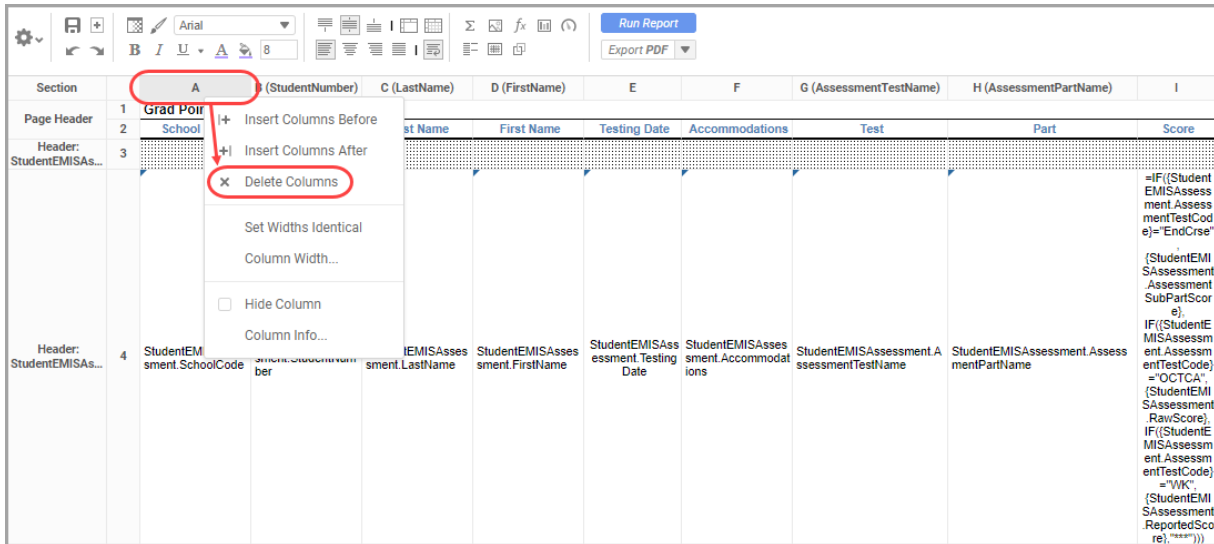 Arial
Σ
fx
Run Report
B I U A 8
Export PDF
Section A B (StudentNumber) C (LastName) D (FirstName) E F G (AssessmentTestName) H (AssessmentPartName) I
Page Header
1 Grad Poin
2 School st Name First Name Testing Date Accommodations Test Part Score
Header:
StudentEMISAs...
3
Insert Columns Before
Insert Columns After
Delete Columns
Set Widths Identical
Column Width...
Hide Column
Column Info...
Header:
StudentEMISAs...
4
StudentEM
sment.SchoolCode
sment.StudentNum
ber
tEMISAsses
sment.LastName
StudentEMISAsses
sment.FirstName
StudentEMISAss
essment.Testing
Date
StudentEMISAsses
sment.Accommodat
ions
StudentEMISAssessment.A
ssessmentTestName
StudentEMISAssessment.Assess
mentPartName
=IF({Student
EMISAssess
ment.Assess
mentTestCod
e}="EndCrse"
,
{StudentEMI
SAssessment
.Assessment
SubPartScor
e},
IF({StudentE
MISAssessm
ent.Assessm
entTestCode}
="OCTCA",
{StudentEMI
SAssessment
.RawScore},
IF({StudentE
MISAssessm
ent.Assessm
entTestCode}
="WK",
{StudentEMI
SAssessment
.ReportedSco
re},"***")))